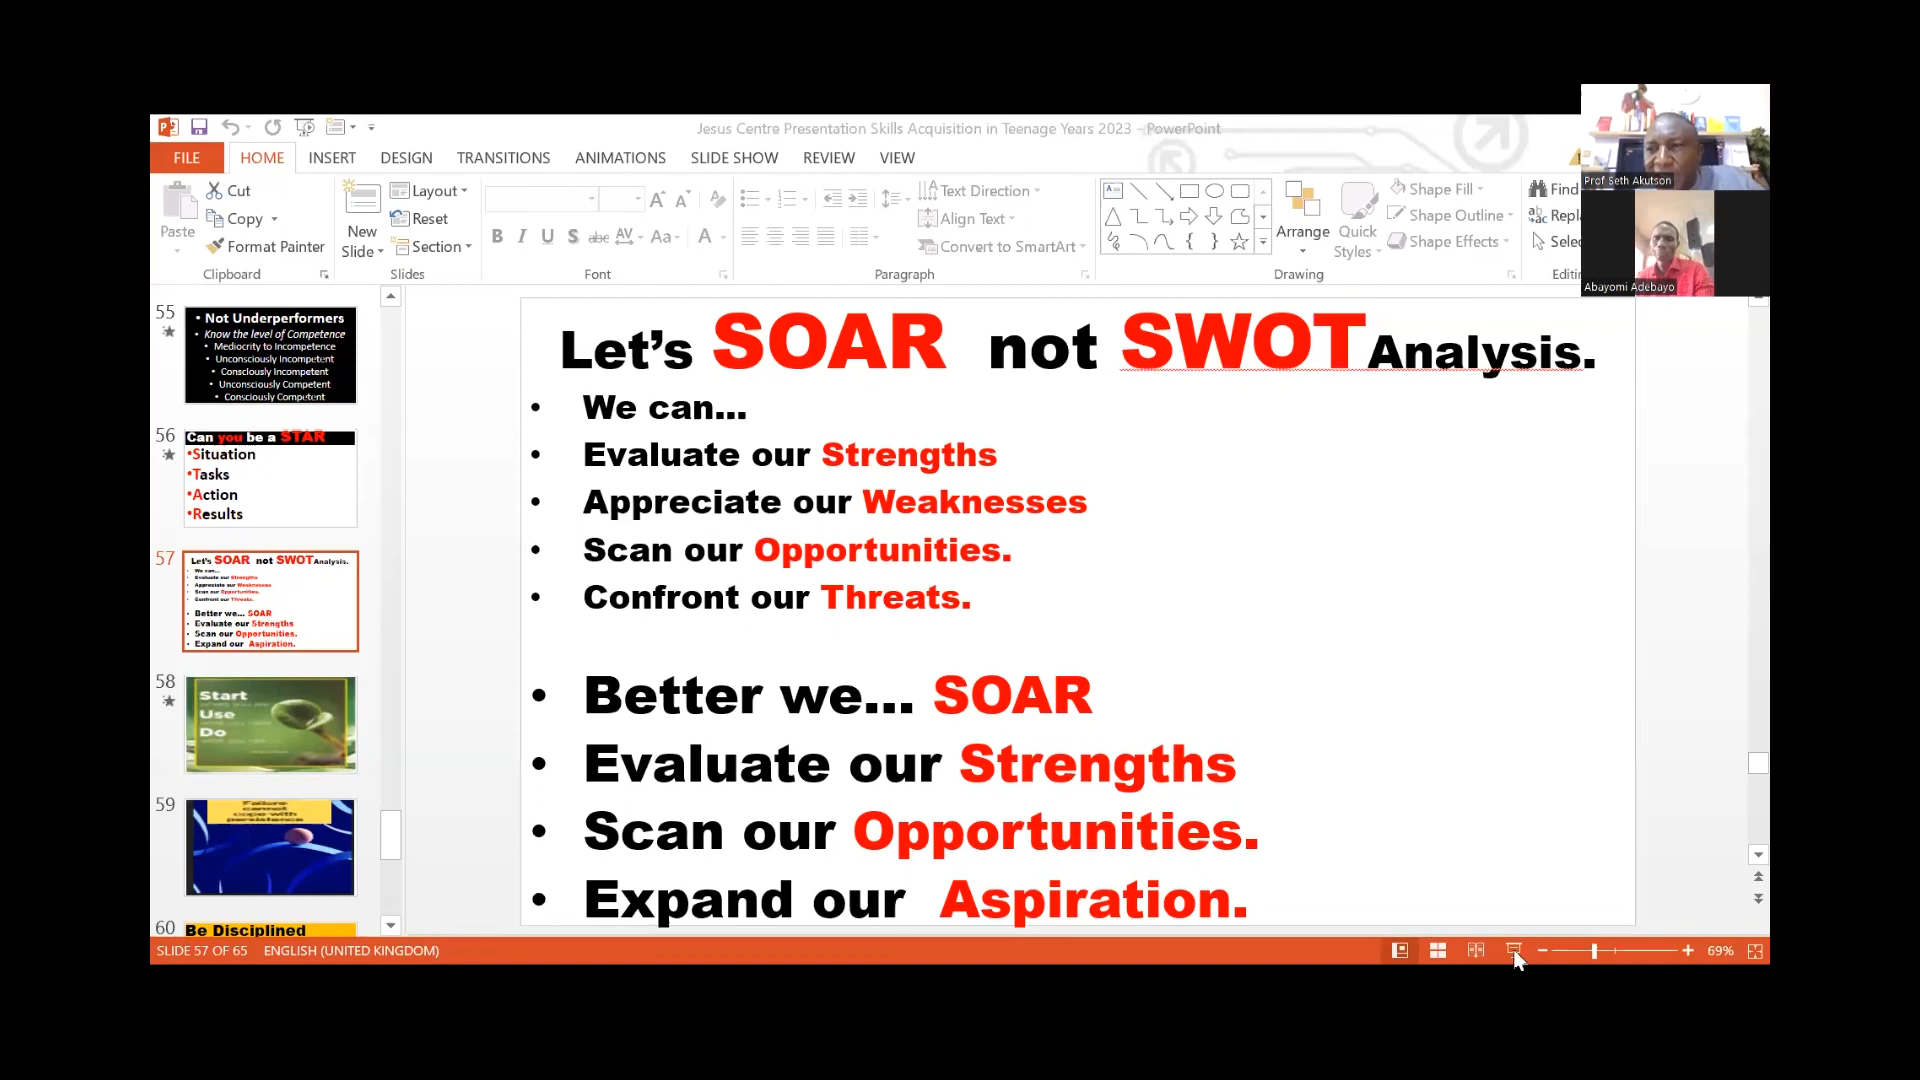 Jesus Centre Presentation Skills Acquisition in Teenage Years 2023 - PowerPoint
FILE HOME INSERT DESIGN TRANSITIONS ANIMATIONS SLIDE SHOW REVIEW VIEW
Paste
Cut
Copy
Format Painter
Clipboard
New
Slide
Layout
Reset
Section
Slides
B I U S abc AV Aa A
Font
Text Direction
Align Text
Convert to SmartArt
Paragraph
Arrange
Quick
Styles
Shape Fill
Shape Outline
Shape Effects
Drawing
Find
Repl
Selec
Editi
Prof Seth Akutson
Abayomi Adebayo
55
• Not Underperformers
• Know the level of Competence
• Mediocrity to Incompetence
• Unconsciously Incompetent
• Consciously Incompetent
• Unconsciously Competent
• Consciously Competent
56
Can you be a STAR
•Situation
•Tasks
•Action
•Results
57
Let's SOAR not SWOTAnalysis.
• We can...
• Evaluate our Strengths
• Appreciate our Weaknesses
• Scan our Opportunities.
• Confront our Threats.
• Better we... SOAR
• Evaluate our Strengths
• Scan our Opportunities.
• Expand our Aspiration.
58
Start
Use
Do
59
Failure
cannot
cope with
persistence
60
Be Disciplined
Let’s SOAR not SWOTAnalysis.
• We can...
• Evaluate our Strengths
• Appreciate our Weaknesses
• Scan our Opportunities.
• Confront our Threats.
• Better we... SOAR
• Evaluate our Strengths
• Scan our Opportunities.
• Expand our Aspiration.
SLIDE 57 OF 65 ENGLISH (UNITED KINGDOM)
69%